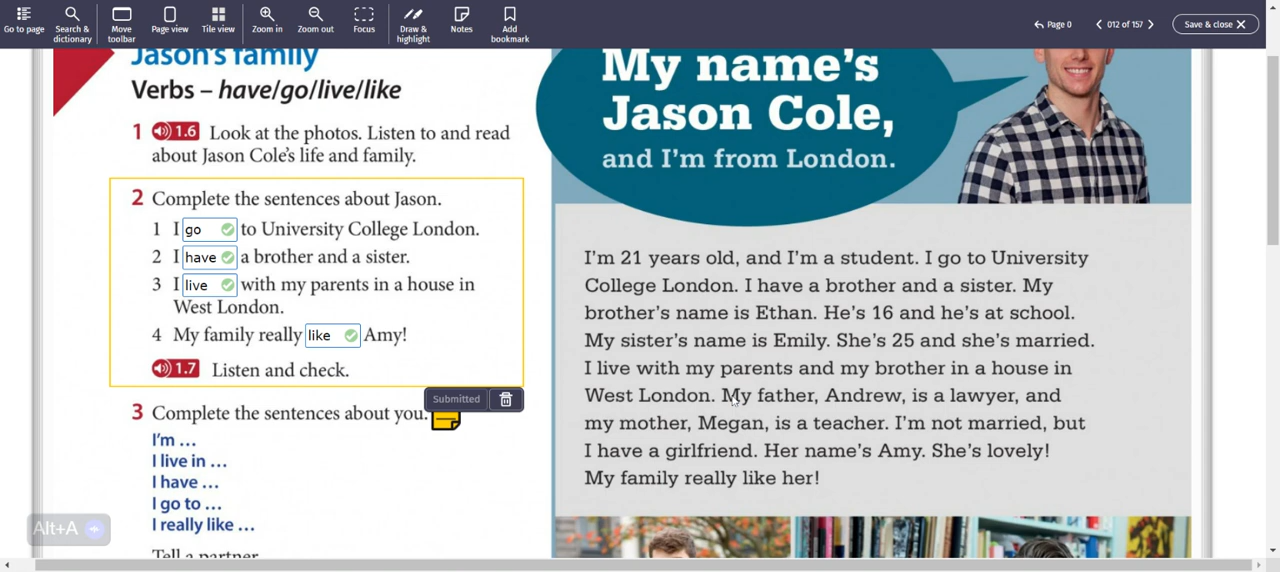 Go to page
Search & dictionary
Move toolbar
Page view
Tile view
Zoom in
Zoom out
Focus
Draw & highlight
Notes
Add bookmark
Page 0
012 of 157
Save & close
Jason's family
Verbs – have/go/live/like
1 1.6 Look at the photos. Listen to and read
about Jason Cole's life and family.
2 Complete the sentences about Jason.
1 I go to University College London.
2 I have a brother and a sister.
3 I live with my parents in a house in
West London.
4 My family really like Amy!
1.7 Listen and check.
Submitted
3 Complete the sentences about you.
I'm …
I live in …
I have …
I go to …
I really like …
Tell a partner
Alt+A
My name's
Jason Cole,
and I'm from London.
I'm 21 years old, and I'm a student. I go to University
College London. I have a brother and a sister. My
brother's name is Ethan. He's 16 and he's at school.
My sister's name is Emily. She's 25 and she's married.
I live with my parents and my brother in a house in
West London. My father, Andrew, is a lawyer, and
my mother, Megan, is a teacher. I'm not married, but
I have a girlfriend. Her name's Amy. She's lovely!
My family really like her!